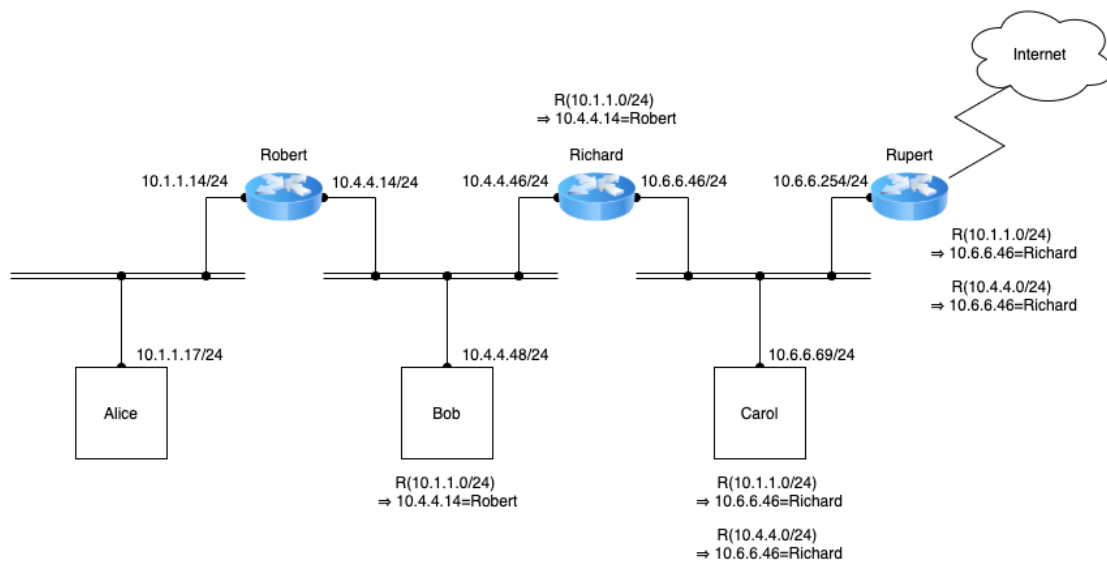 Internet
R(10.1.1.0/24)
⇒ 10.4.4.14=Robert
Robert
Richard
Rupert
10.1.1.14/24
10.4.4.14/24
10.4.4.46/24
10.6.6.46/24
10.6.6.254/24
R(10.1.1.0/24)
⇒ 10.6.6.46=Richard
R(10.4.4.0/24)
⇒ 10.6.6.46=Richard
10.1.1.17/24
10.4.4.48/24
10.6.6.69/24
Alice
Bob
Carol
R(10.1.1.0/24)
⇒ 10.4.4.14=Robert
R(10.1.1.0/24)
⇒ 10.6.6.46=Richard
R(10.4.4.0/24)
⇒ 10.6.6.46=Richard